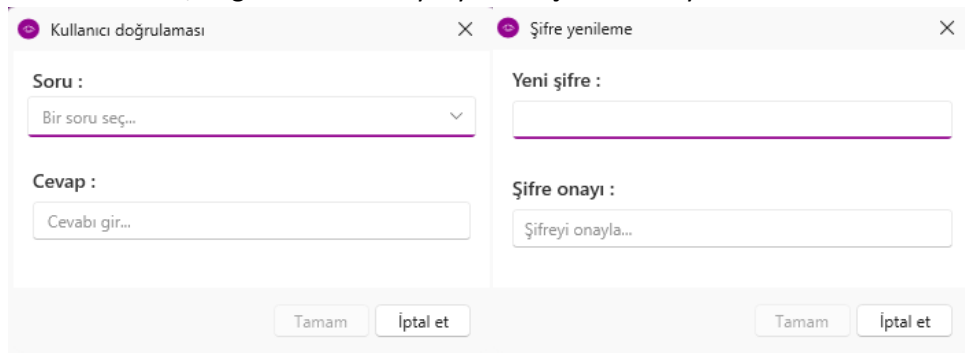 Kullanıcı doğrulaması
Soru :
Bir soru seç...
Cevap :
Cevabı gir...
Tamam
İptal et
Şifre yenileme
Yeni şifre :
Şifre onayı :
Şifreyi onayla...
Tamam
İptal et